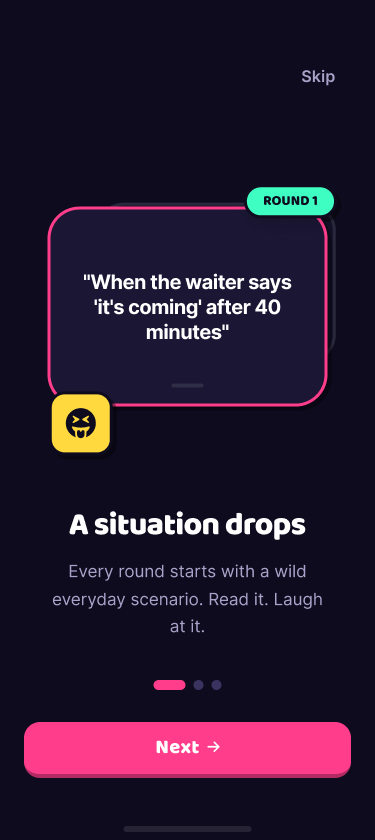 Skip
ROUND 1
"When the waiter says
'it's coming' after 40
minutes"
A situation drops
Every round starts with a wild
everyday scenario. Read it. Laugh
at it.
Next →